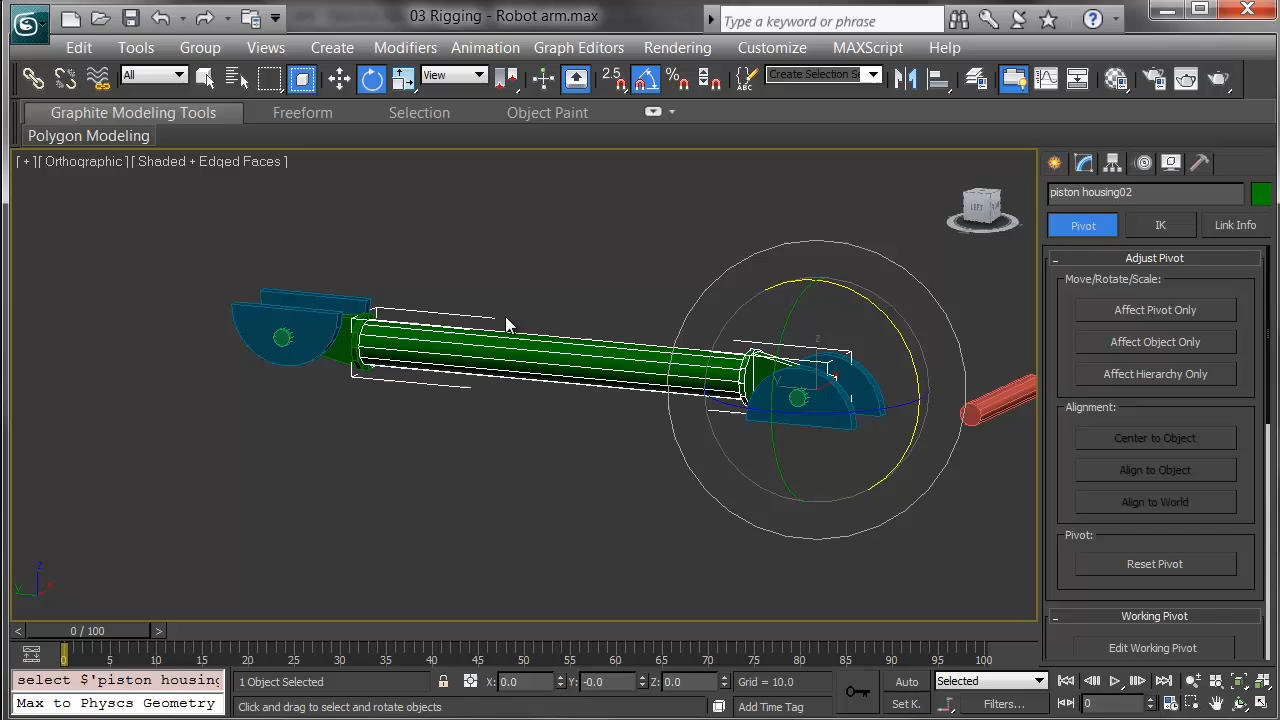 03 Rigging - Robot arm.max
Type a keyword or phrase
Edit Tools Group Views Create Modifiers Animation Graph Editors Rendering Customize MAXScript Help
All
View
2.5
Create Selection Se
ABC
Graphite Modeling Tools Freeform Selection Object Paint
Polygon Modeling
[ + ][ Orthographic ][ Shaded + Edged Faces ]
LEFT
piston housing02
Pivot IK Link Info
Adjust Pivot
Move/Rotate/Scale:
Affect Pivot Only
Affect Object Only
Affect Hierarchy Only
Alignment:
Center to Object
Align to Object
Align to World
Pivot:
Reset Pivot
Working Pivot
Edit Working Pivot
z
y
z
x
y
< 0 / 100 >
0 5 10 15 20 25 30 35 40 45 50 55 60 65 70 75 80 85 90 95 100
select $'piston housing
1 Object Selected
X: 0.0 Y: -0.0 Z: 0.0
Grid = 10.0
Auto
Selected
Max to Physcs Geometry
Click and drag to select and rotate objects
Add Time Tag
Set K.
Filters...
0